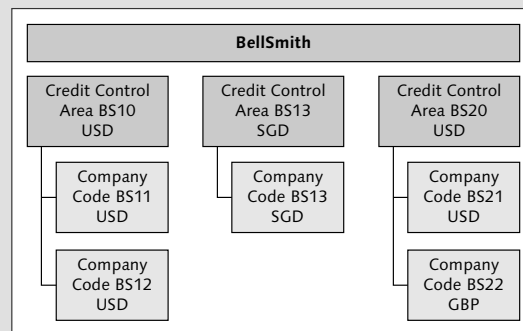 BellSmith
Credit Control
Area BS10
USD
Credit Control
Area BS13
SGD
Credit Control
Area BS20
USD
Company
Code BS11
USD
Company
Code BS13
SGD
Company
Code BS21
USD
Company
Code BS12
USD
Company
Code BS22
GBP